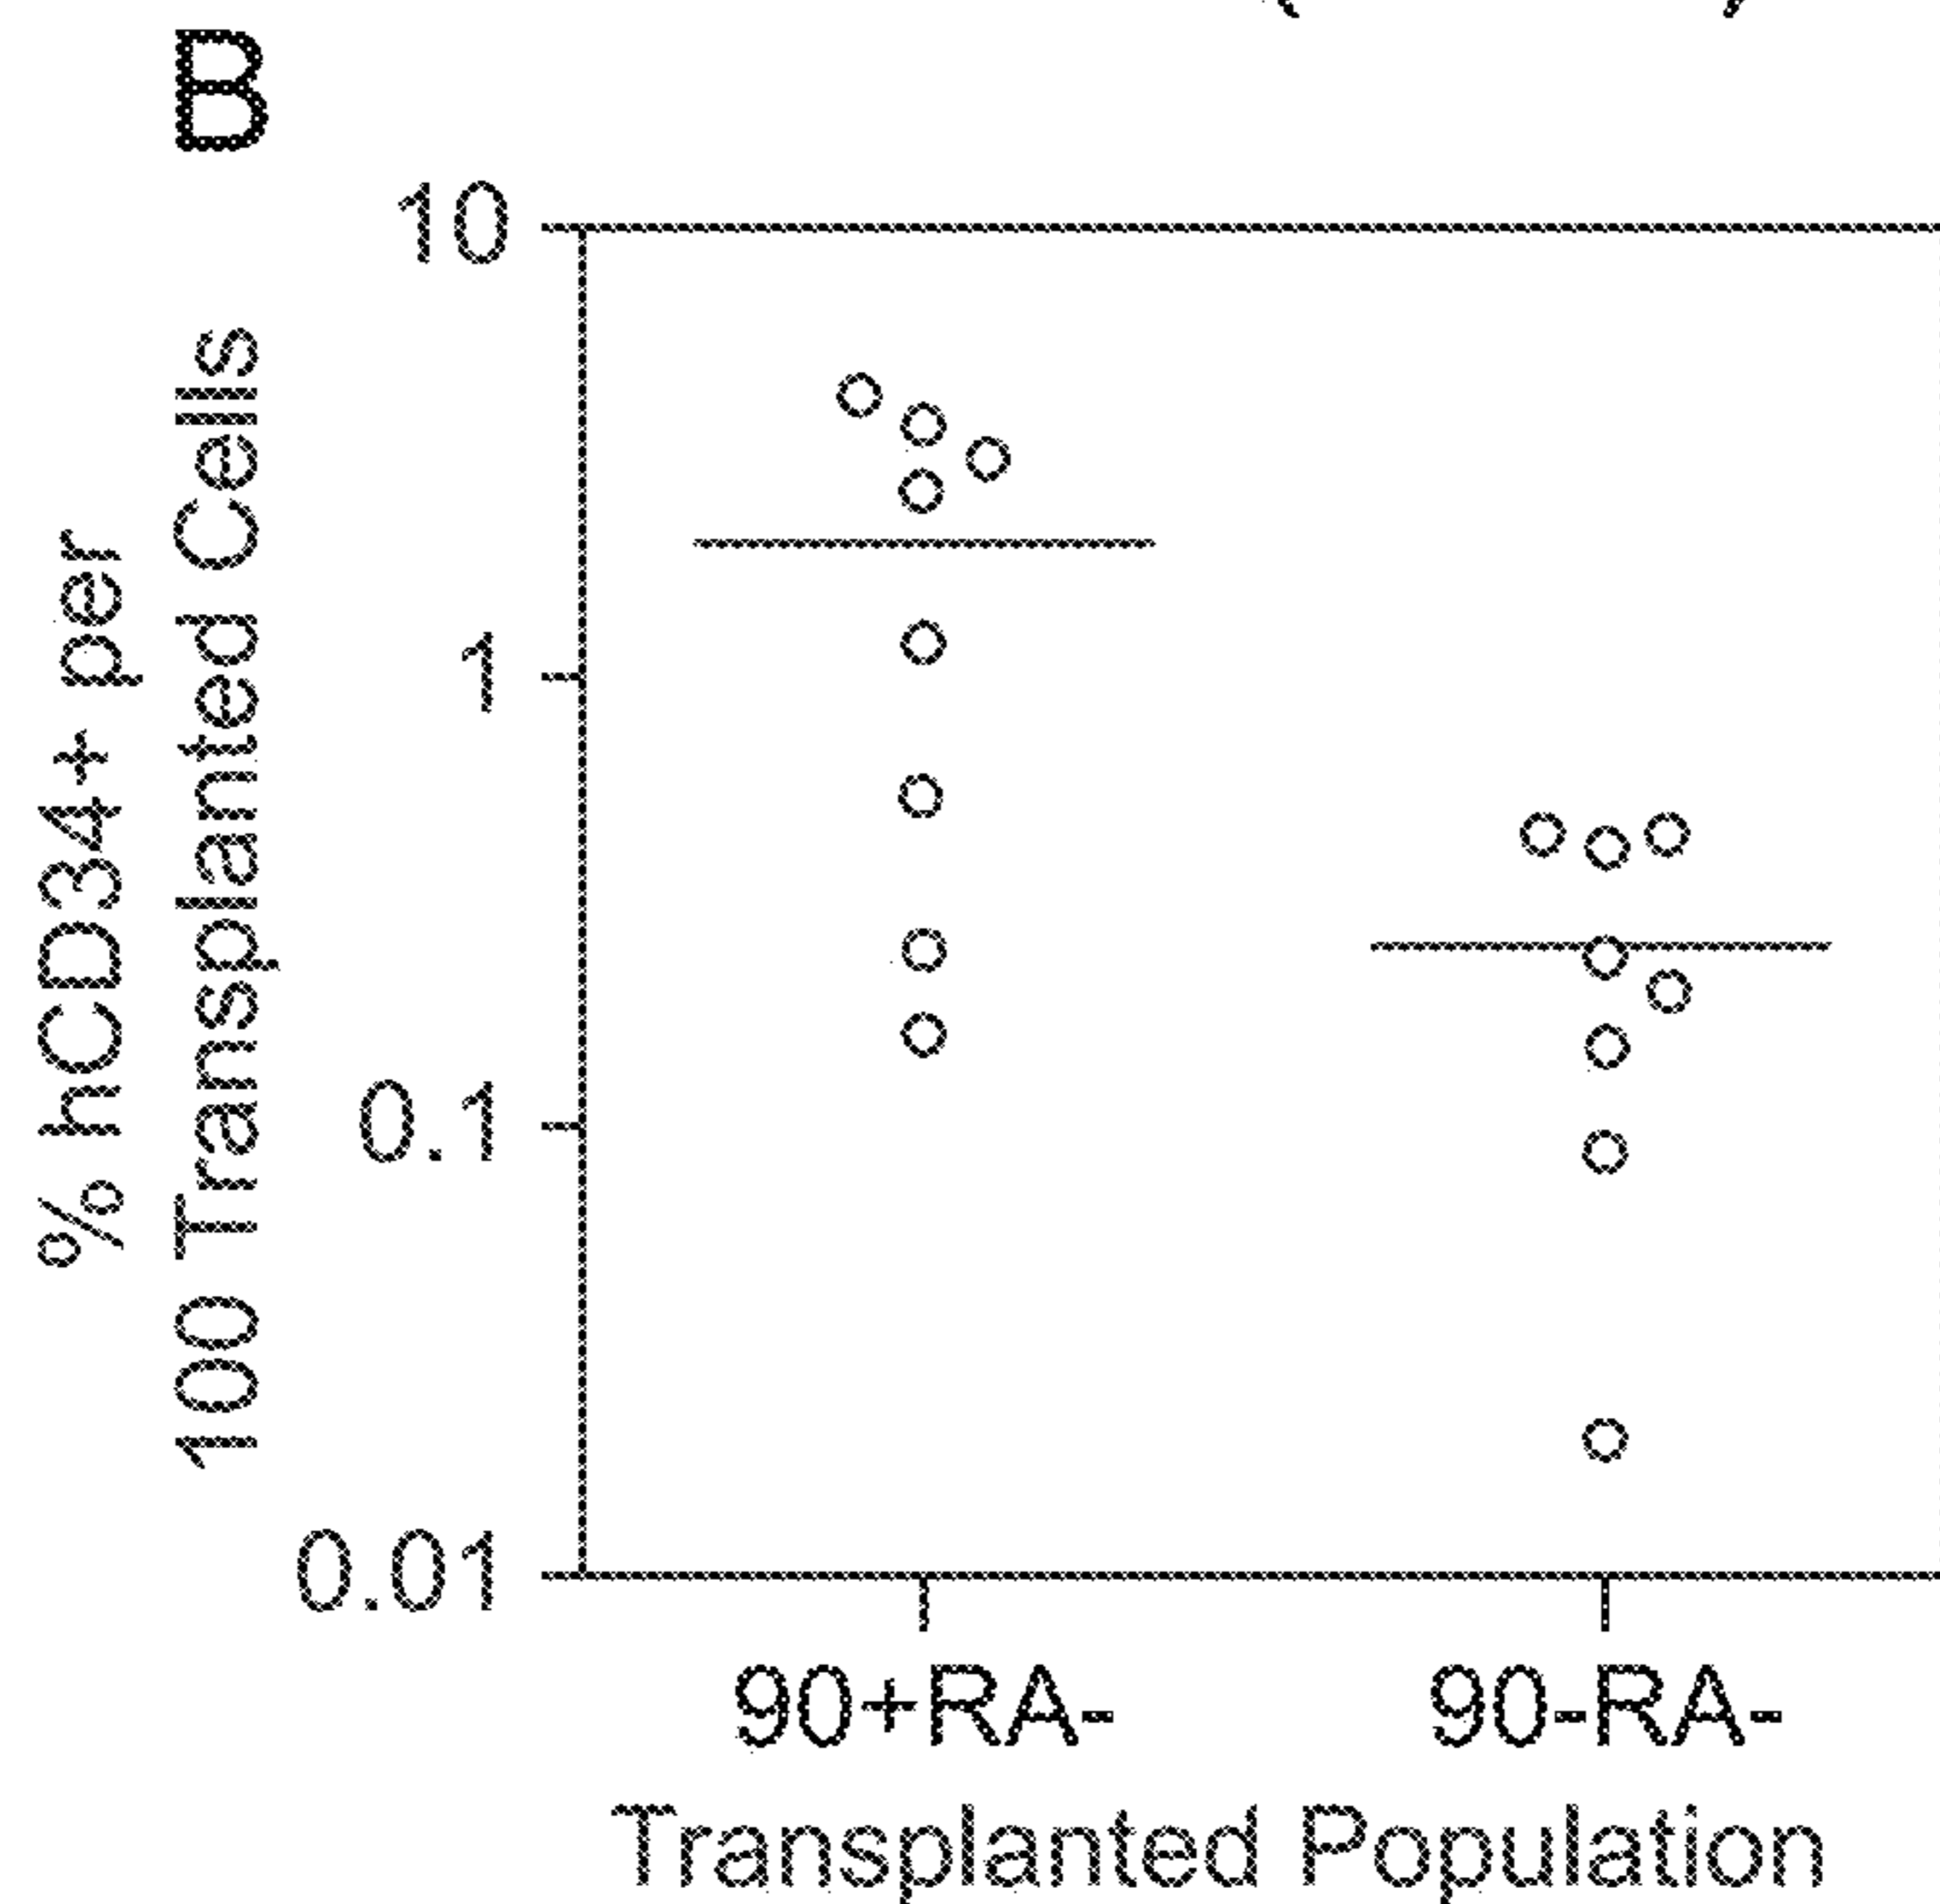 B
% hCD34+ per
100 Transplanted Cells
10
1
0.1
0.01
90+RA-
90-RA-
Transplanted Population